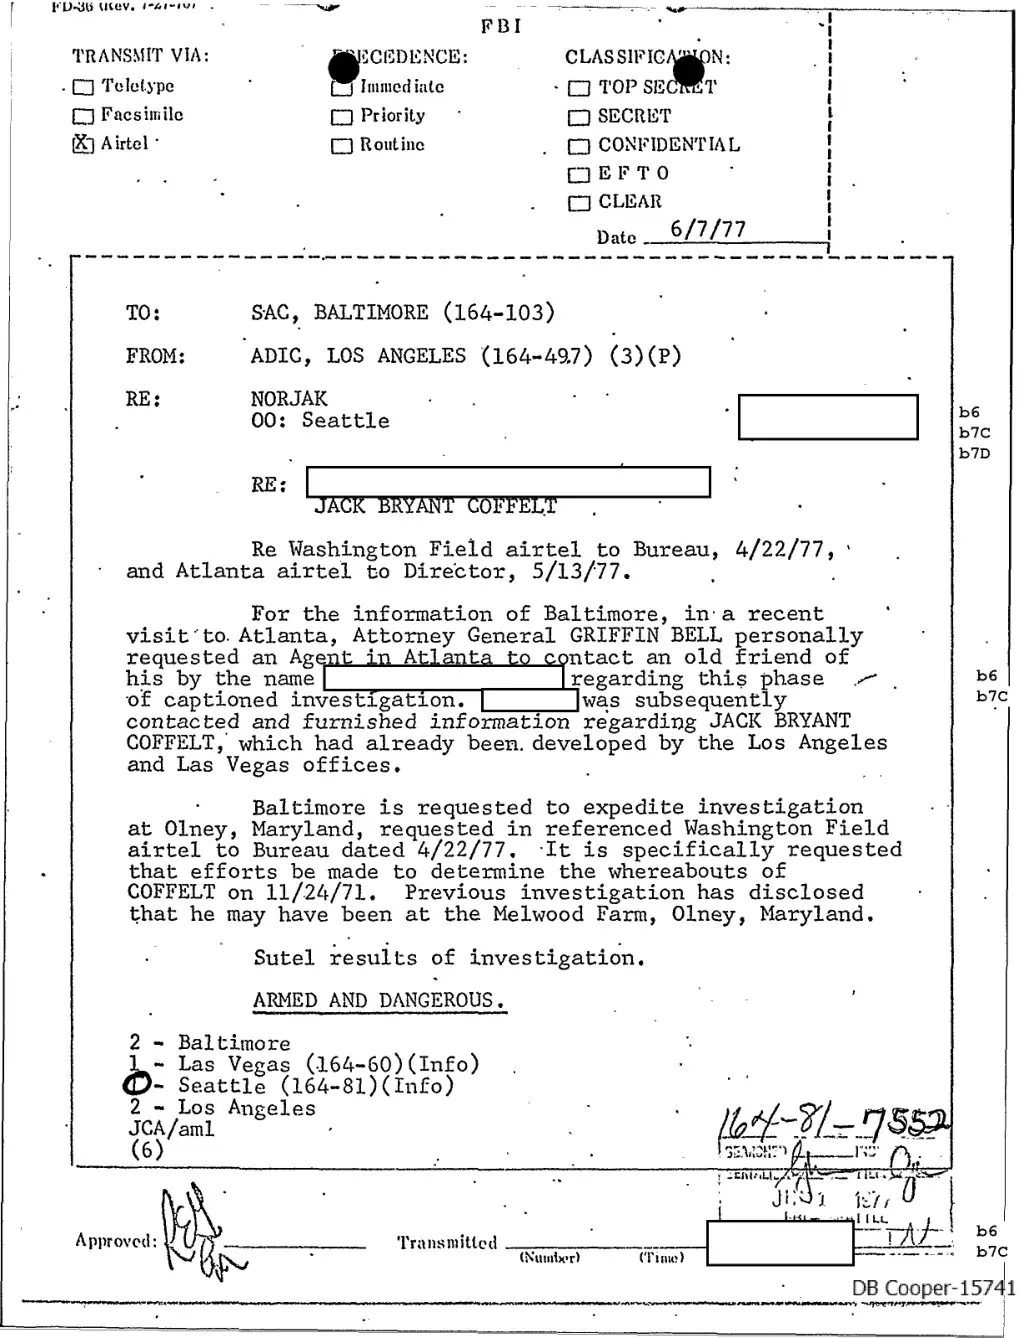 FBI
TRANSMIT VIA: PRECEDENCE: CLASSIFICATION:
Teletype Immediate TOP SECRET
Facsimile Priority SECRET
X Airtel Routine CONFIDENTIAL
E F T O
CLEAR
Date 6/7/77
TO: SAC, BALTIMORE (164-103)
FROM: ADIC, LOS ANGELES (164-497) (3)(P)
RE: NORJAK
OO: Seattle
b6
b7C
b7D
RE:
JACK BRYANT COFFELT
Re Washington Field airtel to Bureau, 4/22/77,
and Atlanta airtel to Director, 5/13/77.
For the information of Baltimore, in a recent
visit to Atlanta, Attorney General GRIFFIN BELL personally
requested an Agent in Atlanta to contact an old friend of
his by the name regarding this phase
of captioned investigation. was subsequently
contacted and furnished information regarding JACK BRYANT
COFFELT, which had already been developed by the Los Angeles
and Las Vegas offices.
b6
b7C
Baltimore is requested to expedite investigation
at Olney, Maryland, requested in referenced Washington Field
airtel to Bureau dated 4/22/77. It is specifically requested
that efforts be made to determine the whereabouts of
COFFELT on 11/24/71. Previous investigation has disclosed
that he may have been at the Melwood Farm, Olney, Maryland.
Sutel results of investigation.
ARMED AND DANGEROUS.
2 - Baltimore
1 - Las Vegas (164-60)(Info)
1 - Seattle (164-81)(Info)
2 - Los Angeles
JCA/aml
(6)
164-81-7552
Approved: Transmitted
(Number) (Time)
b6
b7C
DB Cooper-15741